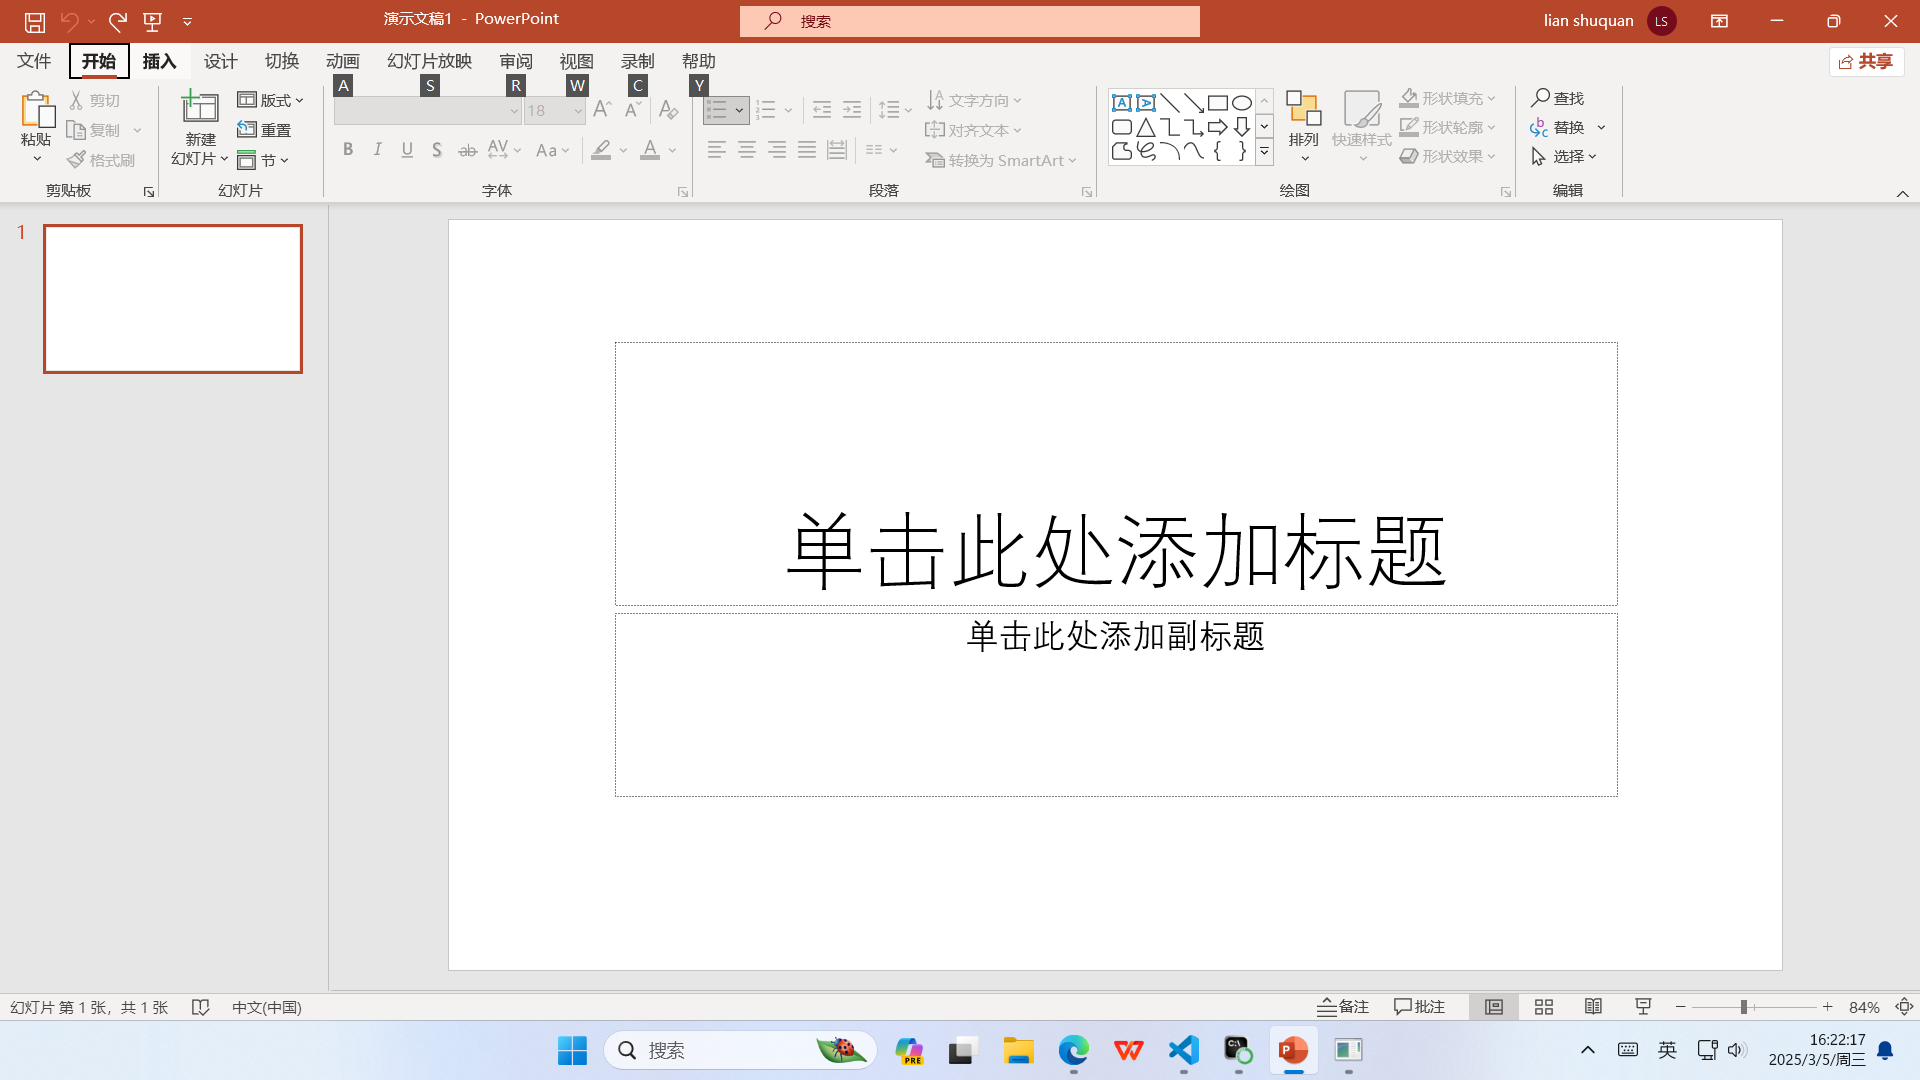 演示文稿1 - PowerPoint
搜索
lian shuquan
LS
文件
开始
插入
设计
切换
动画
幻灯片放映
审阅
视图
录制
帮助
共享
A
S
R
W
C
Y
粘贴
剪切
复制
格式刷
剪贴板
新建
幻灯片
版式
重置
节
幻灯片
18
字体
文字方向
对齐文本
转换为 SmartArt
段落
排列
快速样式
形状填充
形状轮廓
形状效果
绘图
查找
替换
选择
编辑
1
单击此处添加标题
单击此处添加副标题
幻灯片 第 1 张，共 1 张
中文(中国)
备注
批注
84%
搜索
PRE
英
16:22:17
2025/3/5/周三